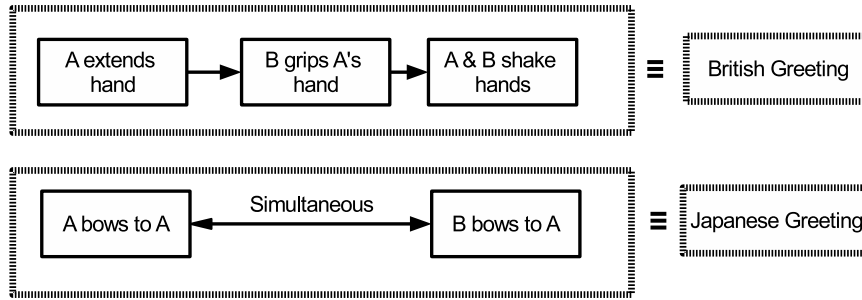 A extends
hand
B grips A's
hand
A & B shake
hands
≡
British Greeting
A bows to A
Simultaneous
B bows to A
≡
Japanese Greeting